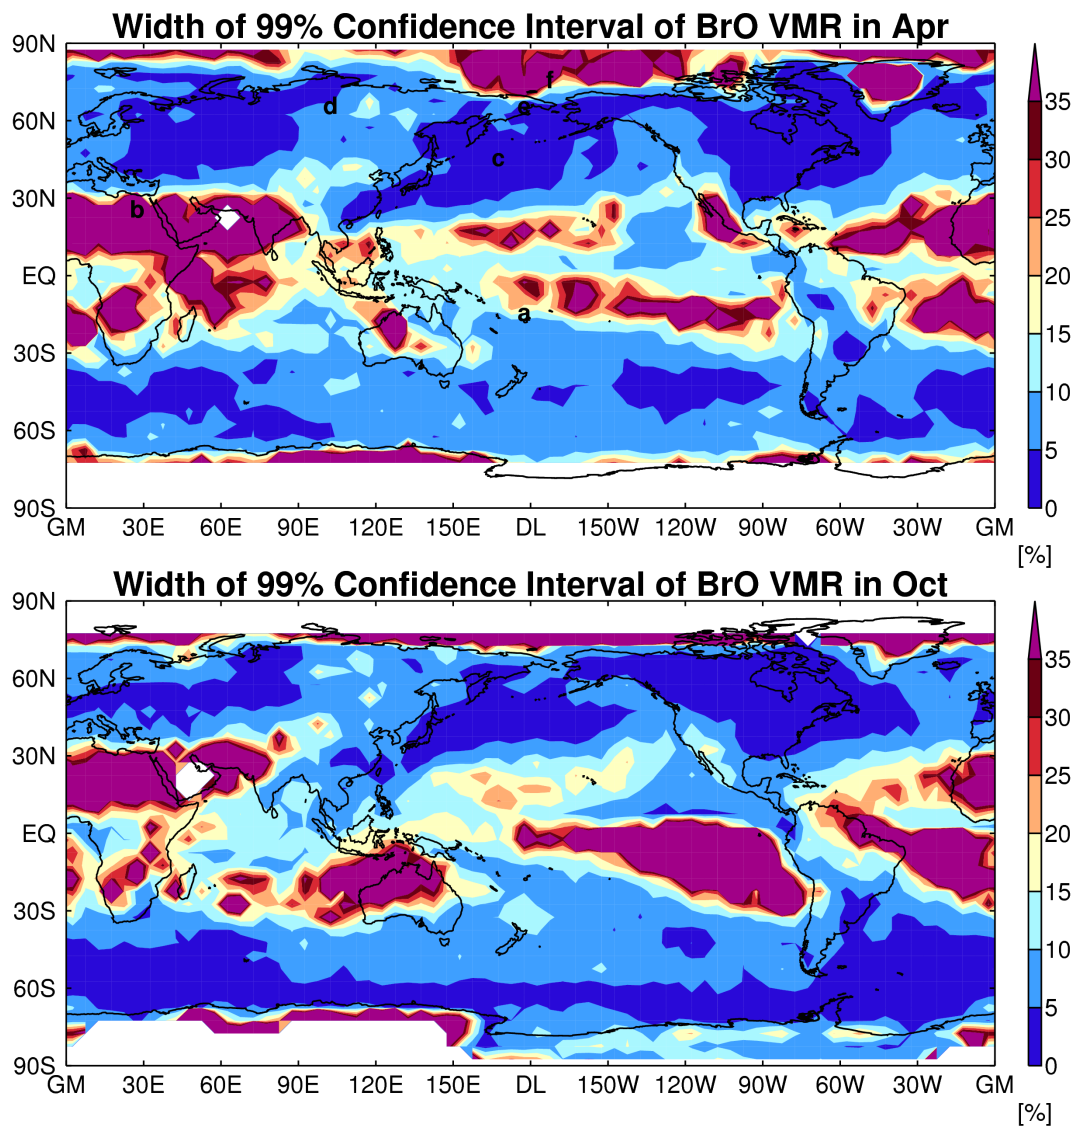 Width of 99% Confidence Interval of BrO VMR in Apr
90N
60N
30N
EQ
30S
60S
90S
f
d
e
c
b
a
GM 30E 60E 90E 120E 150E DL 150W 120W 90W 60W 30W GM
35
30
25
20
15
10
5
0
[%]
Width of 99% Confidence Interval of BrO VMR in Oct
90N
60N
30N
EQ
30S
60S
90S
GM 30E 60E 90E 120E 150E DL 150W 120W 90W 60W 30W GM
35
30
25
20
15
10
5
0
[%]